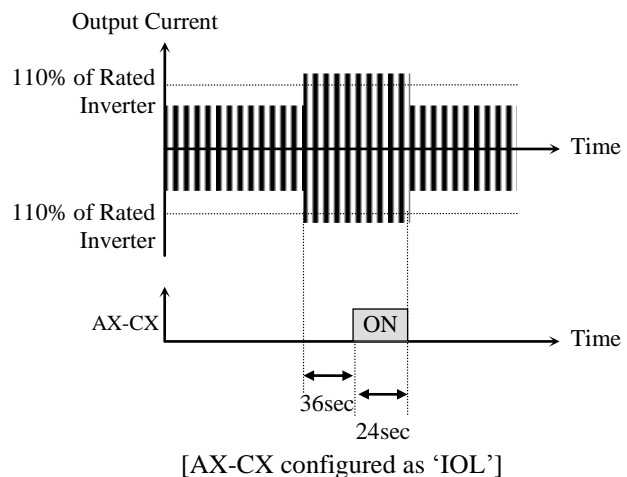 Output Current
110% of Rated
Inverter
Time
110% of Rated
Inverter
AX-CX
ON
Time
36sec
24sec
[AX-CX configured as ‘IOL’]